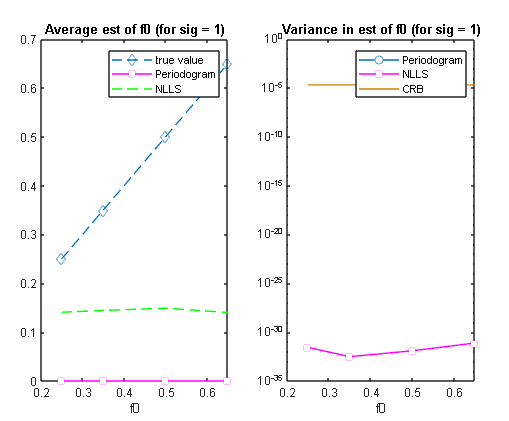 Average est of f0 (for sig = 1)
0.7
0.6
0.5
0.4
0.3
0.2
0.1
0
0.2 0.3 0.4 0.5 0.6
f0
true value
Periodogram
NLLS
Variance in est of f0 (for sig = 1)
10^0
10^-5
10^-10
10^-15
10^-20
10^-25
10^-30
10^-35
0.2 0.3 0.4 0.5 0.6
f0
Periodogram
NLLS
CRB